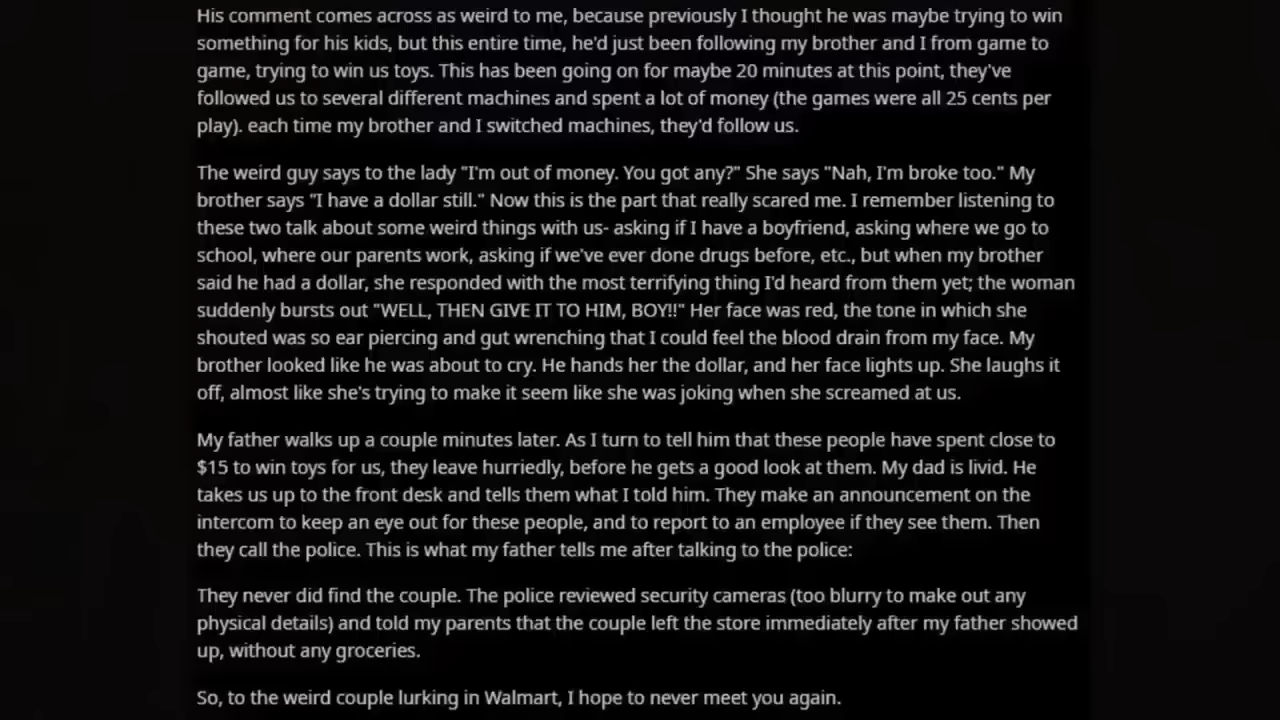 His comment comes across as weird to me, because previously I thought he was maybe trying to win
something for his kids, but this entire time, he'd just been following my brother and I from game to
game, trying to win us toys. This has been going on for maybe 20 minutes at this point, they've
followed us to several different machines and spent a lot of money (the games were all 25 cents per
play). each time my brother and I switched machines, they'd follow us.
The weird guy says to the lady "I'm out of money. You got any?" She says "Nah, I'm broke too." My
brother says "I have a dollar still." Now this is the part that really scared me. I remember listening to
these two talk about some weird things with us- asking if I have a boyfriend, asking where we go to
school, where our parents work, asking if we've ever done drugs before, etc., but when my brother
said he had a dollar, she responded with the most terrifying thing I'd heard from them yet; the woman
suddenly bursts out "WELL, THEN GIVE IT TO HIM, BOY!!" Her face was red, the tone in which she
shouted was so ear piercing and gut wrenching that I could feel the blood drain from my face. My
brother looked like he was about to cry. He hands her the dollar, and her face lights up. She laughs it
off, almost like she's trying to make it seem like she was joking when she screamed at us.
My father walks up a couple minutes later. As I turn to tell him that these people have spent close to
$15 to win toys for us, they leave hurriedly, before he gets a good look at them. My dad is livid. He
takes us up to the front desk and tells them what I told him. They make an announcement on the
intercom to keep an eye out for these people, and to report to an employee if they see them. Then
they call the police. This is what my father tells me after talking to the police:
They never did find the couple. The police reviewed security cameras (too blurry to make out any
physical details) and told my parents that the couple left the store immediately after my father showed
up, without any groceries.
So, to the weird couple lurking in Walmart, I hope to never meet you again.